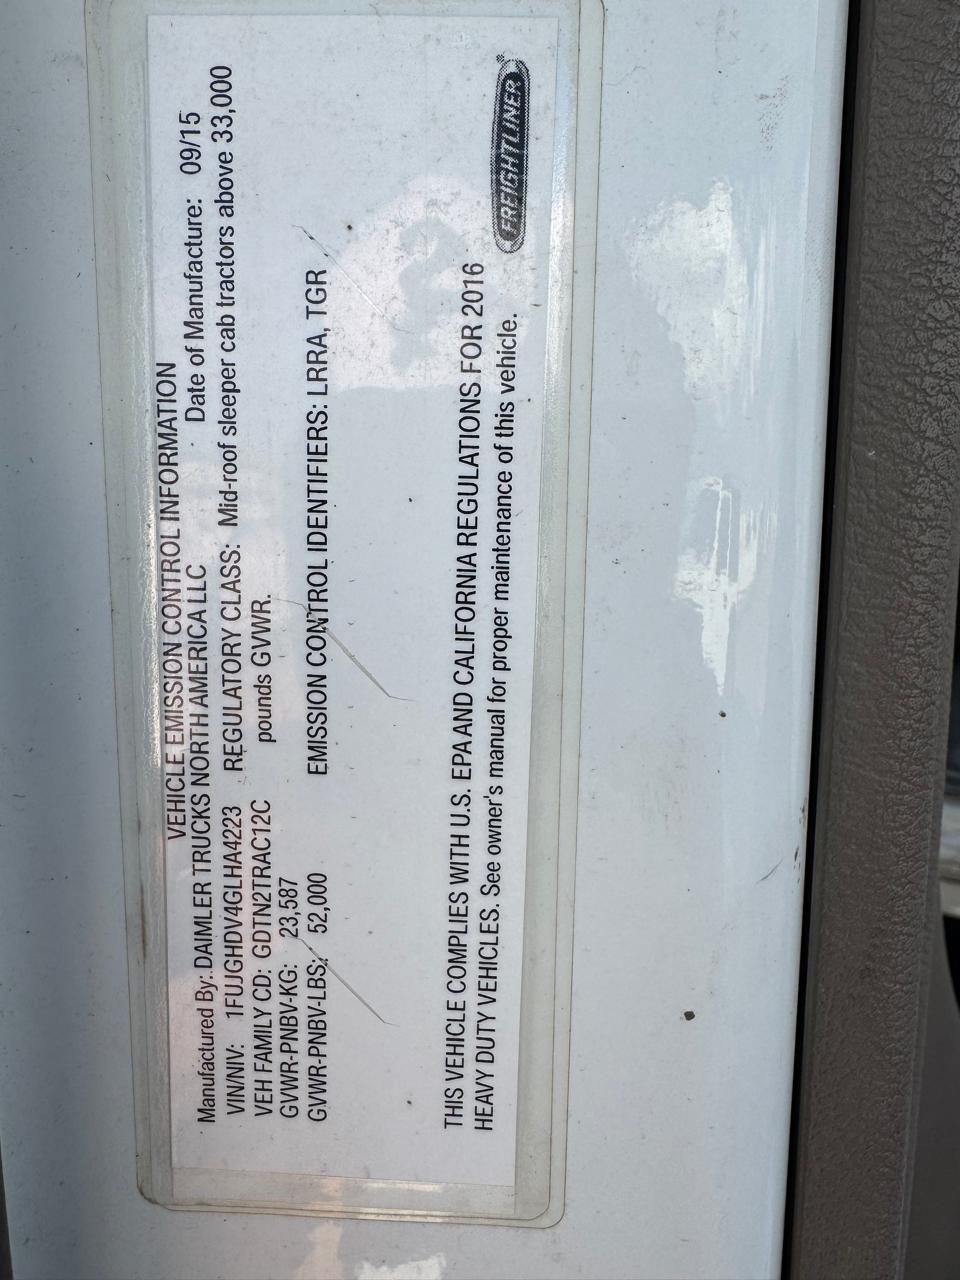 VEHICLE EMISSION CONTROL INFORMATION
Manufactured By: DAIMLER TRUCKS NORTH AMERICA LLC Date of Manufacture: 09/15
VIN/NIV: 1FUJGHDV4GLHA4223 REGULATORY CLASS: Mid-roof sleeper cab tractors above 33,000
VEH FAMILY CD: GDTN2TRAC12C pounds GVWR.
GVWR-PNBV-KG: 23,587
GVWR-PNBV-LBS: 52,000 EMISSION CONTROL IDENTIFIERS: LRRA, TGR
THIS VEHICLE COMPLIES WITH U.S. EPA AND CALIFORNIA REGULATIONS FOR 2016
HEAVY DUTY VEHICLES. See owner's manual for proper maintenance of this vehicle.
FREIGHTLINER